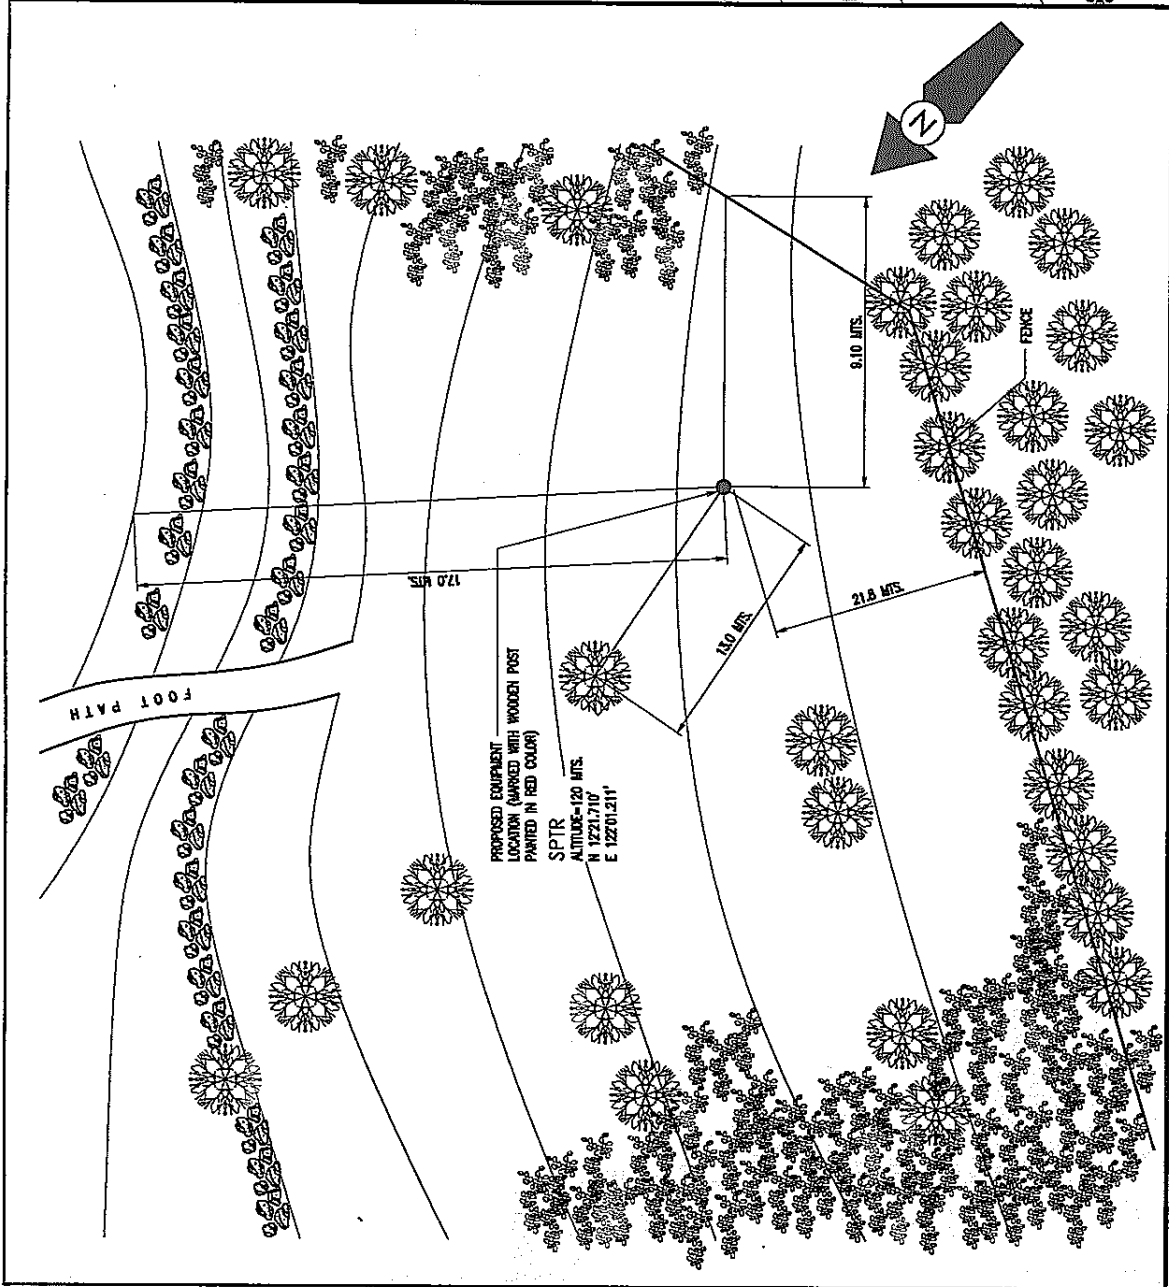 FOOT PATH
N
17.0 MTS.
9.10 MTS.
FENCE
21.8 MTS.
13.0 MTS.
PROPOSED EQUIPMENT
LOCATION (MARKED WITH WOODEN POST
PAINTED IN RED COLOR)
SPTR
ALTITUDE=120 MTS.
N 12°21.710'
E 122°01.211'